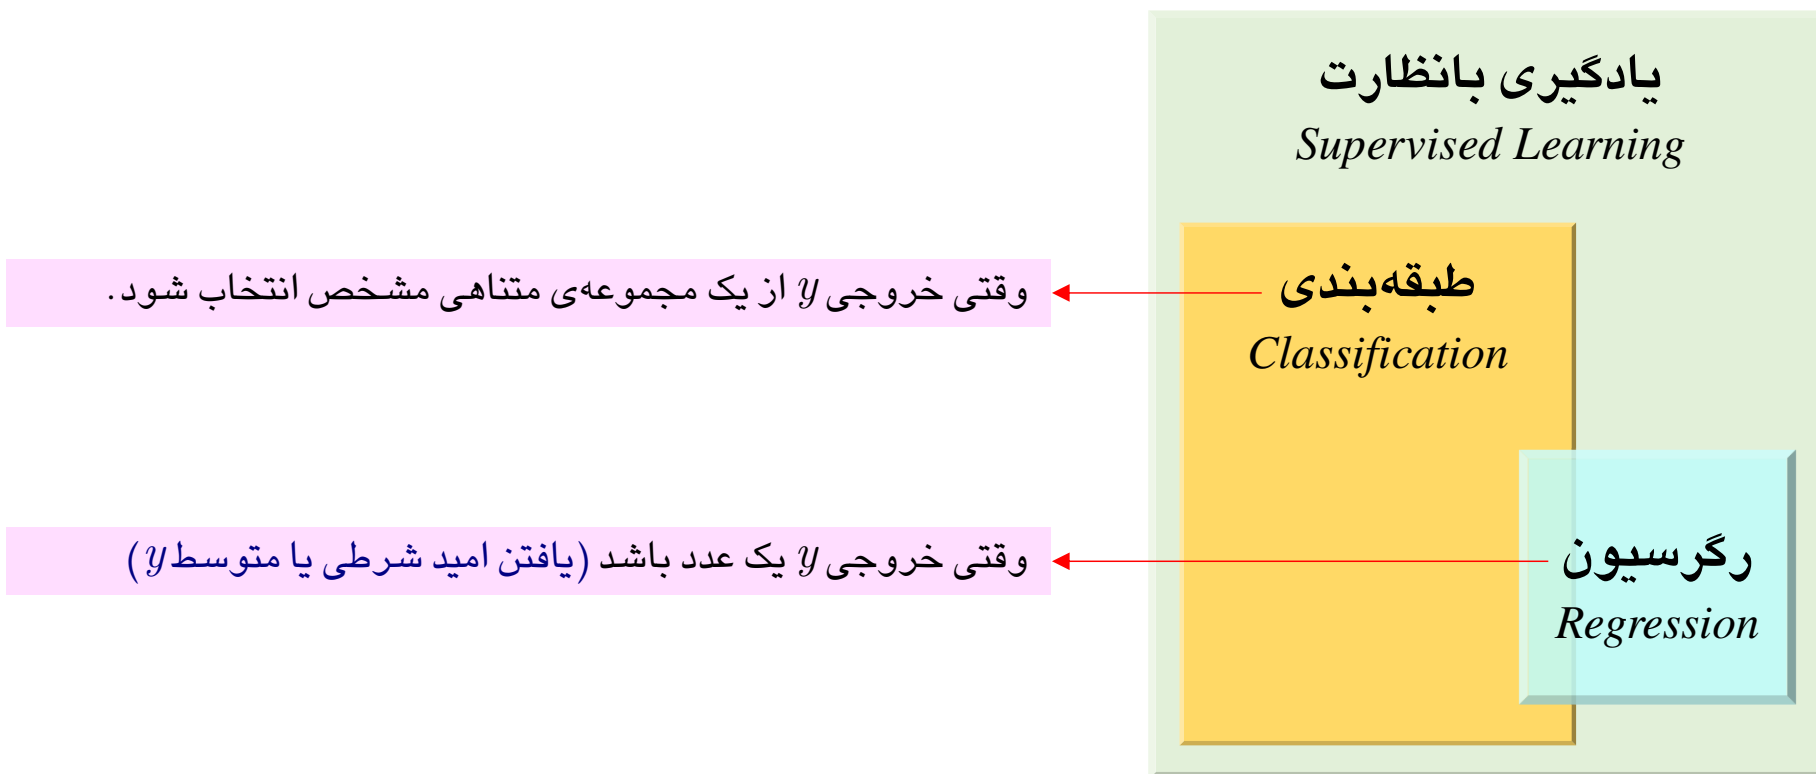 یادگیری بانظارت
Supervised Learning
طبقه‌بندی
Classification
وقتی خروجی y از یک مجموعه‌ی متناهی مشخص انتخاب شود.
رگرسیون
Regression
وقتی خروجی y یک عدد باشد (یافتن امید شرطی یا متوسط y)